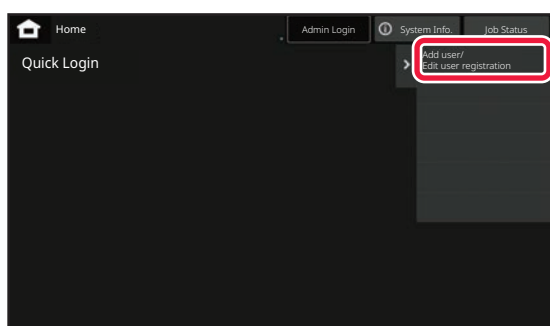 Home
Admin Login
System Info.
Job Status
Quick Login
Add user/
Edit user registration